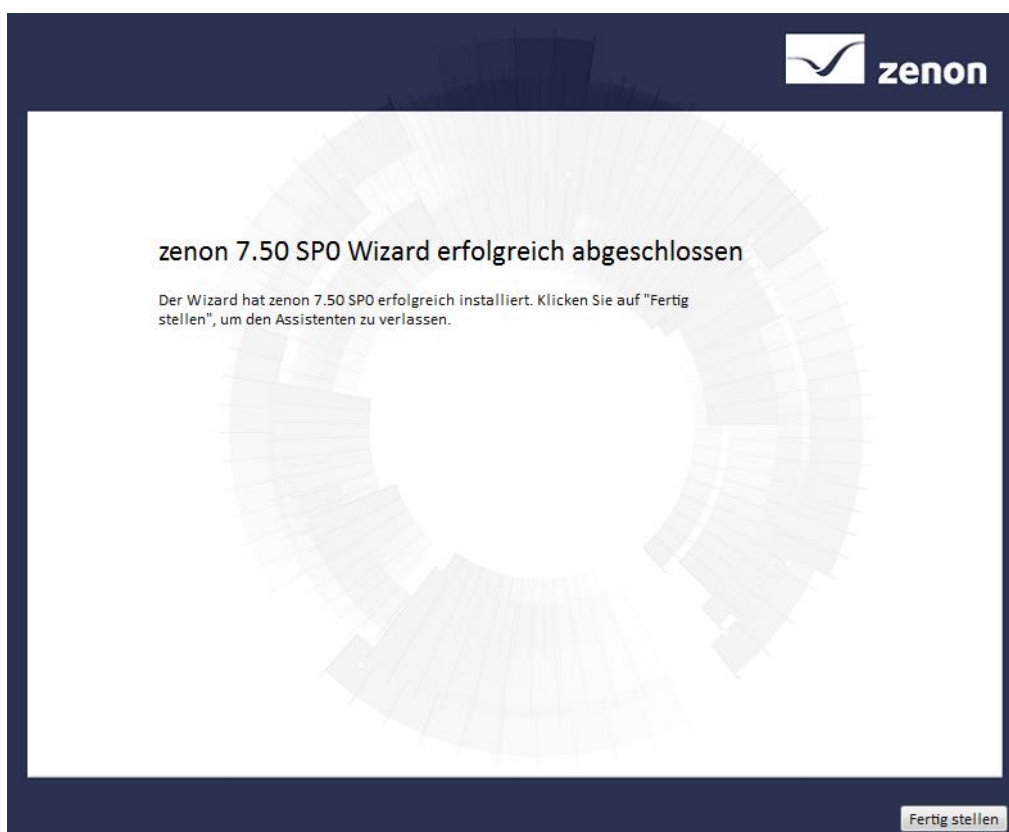 zenon
zenon 7.50 SP0 Wizard erfolgreich abgeschlossen
Der Wizard hat zenon 7.50 SP0 erfolgreich installiert. Klicken Sie auf "Fertig
stellen", um den Assistenten zu verlassen.
Fertig stellen